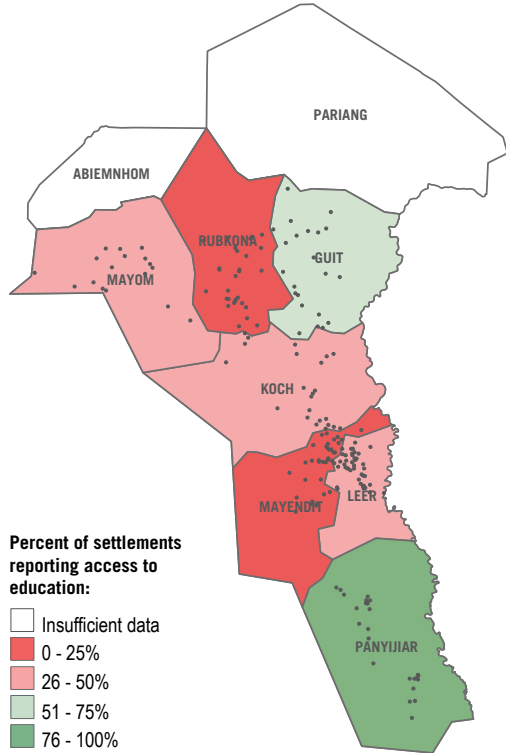 PARIANG
ABIEMNHOM
RUBKONA
GUIT
MAYOM
KOCH
MAYENDIT
LEER
Percent of settlements
reporting access to
education:
Insufficient data
0 - 25%
26 - 50%
51 - 75%
76 - 100%
PANYIJIAR